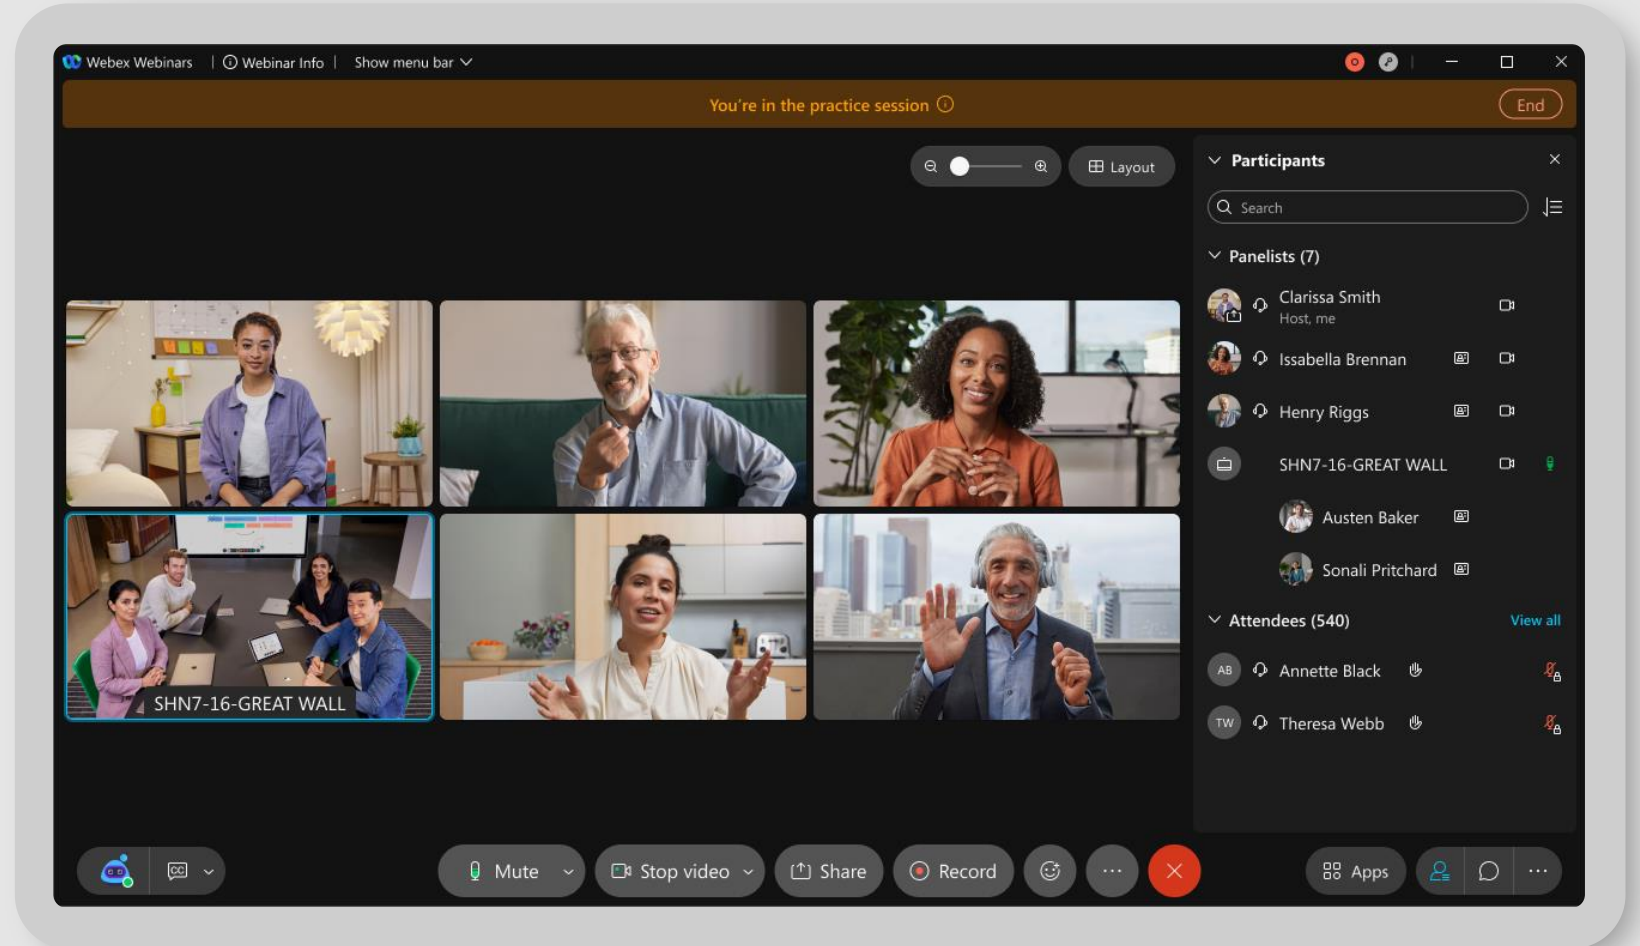 Webex Webinars
Webinar Info
Show menu bar
You're in the practice session
End
Layout
Participants
Search
Panelists (7)
Clarissa Smith
Host, me
Issabella Brennan
Henry Riggs
SHN7-16-GREAT WALL
Austen Baker
Sonali Pritchard
Attendees (540)
View all
AB
Annette Black
TW
Theresa Webb
SHN7-16-GREAT WALL
CC
Mute
Stop video
Share
Record
Apps